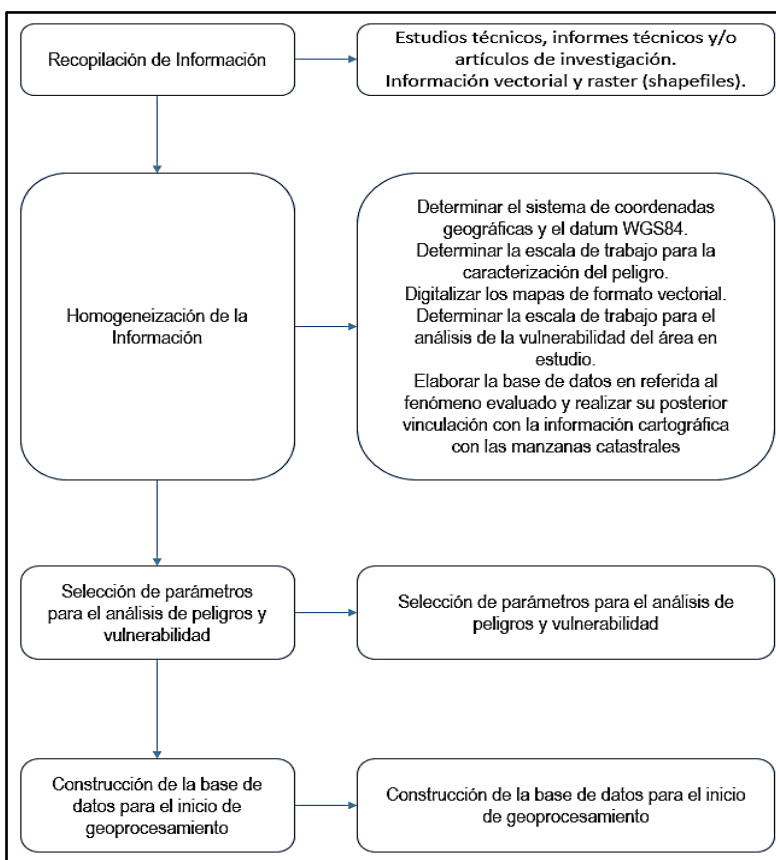 Recopilación de Información
Estudios técnicos, informes técnicos y/o
artículos de investigación.
Información vectorial y raster (shapefiles).
Homogeneización de la
Información
Determinar el sistema de coordenadas
geográficas y el datum WGS84.
Determinar la escala de trabajo para la
caracterización del peligro.
Digitalizar los mapas de formato vectorial.
Determinar la escala de trabajo para el
análisis de la vulnerabilidad del área en
estudio.
Elaborar la base de datos en referida al
fenómeno evaluado y realizar su posterior
vinculación con la información cartográfica
con las manzanas catastrales
Selección de parámetros
para el análisis de peligros y
vulnerabilidad
Selección de parámetros para el análisis de
peligros y vulnerabilidad
Construcción de la base de
datos para el inicio de
geoprocesamiento
Construcción de la base de datos para el inicio
de geoprocesamiento